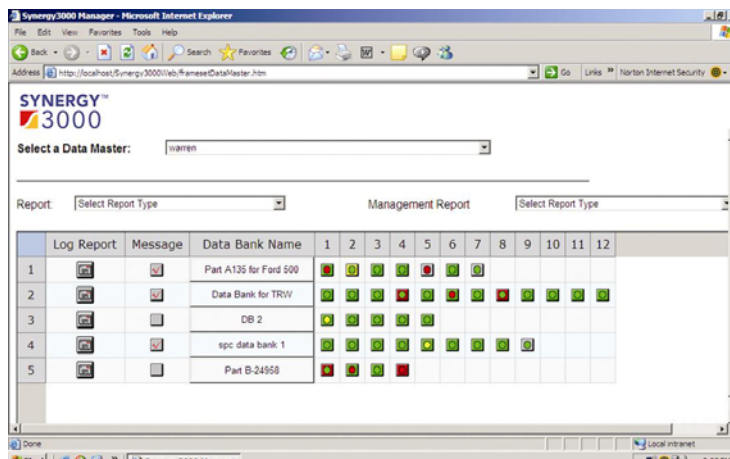 Synergy3000 Manager - Microsoft Internet Explorer
File Edit View Favorites Tools Help
Back Search Favorites
Address http://localhost/Synergy3000Web/framesetDataMaster.htm Go Links » Norton Internet Security
SYNERGY™
3000
Select a Data Master: warren
Report: Select Report Type Management Report Select Report Type
Log Report Message Data Bank Name 1 2 3 4 5 6 7 8 9 10 11 12
1 Part A135 for Ford 500
2 Data Bank for TRW
3 DB 2
4 spc data bank 1
5 Part B-24958
Done Local intranet